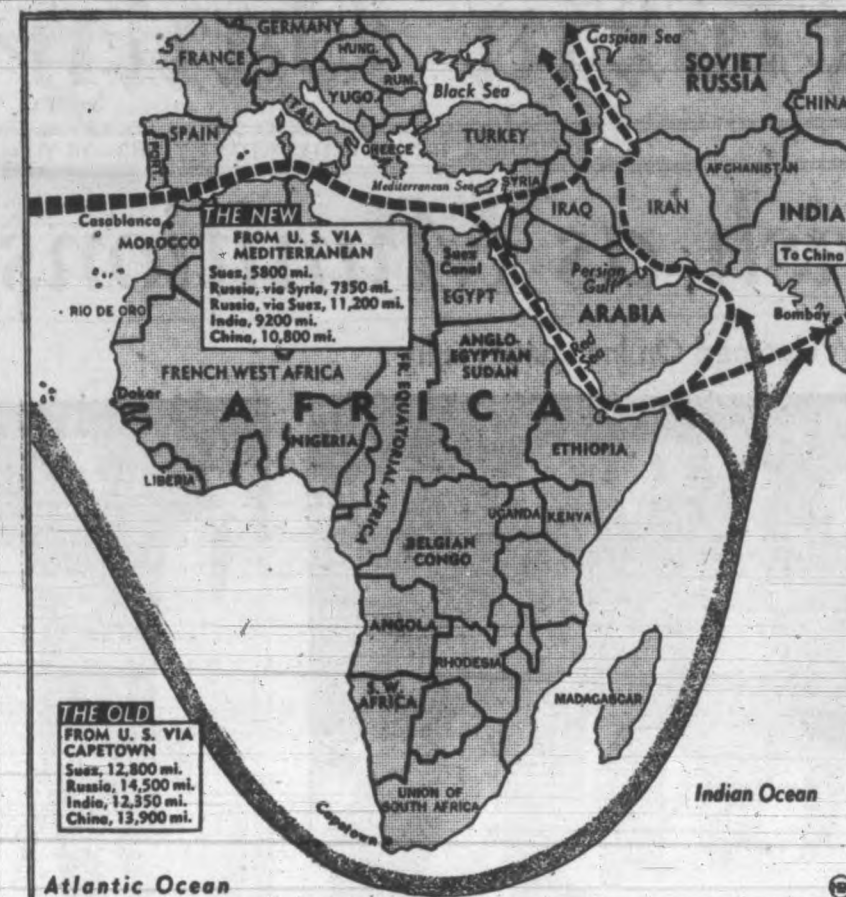 GERMANY
Caspian Sea
FRANCE
HUNG.
SOVIET
RUSSIA
RUM.
YUGO.
Black Sea
CHINA
ITALY
SPAIN
PORT.
TURKEY
GREECE
AFGHANISTAN
Mediterranean Sea
SYRIA
IRAQ
IRAN
INDIA
Casablanca
MOROCCO
THE NEW
FROM U. S. VIA
MEDITERRANEAN
Suez, 5800 mi.
Russia, via Syria, 7350 mi.
Russia, via Suez, 11,200 mi.
India, 9200 mi.
China, 10,800 mi.
Suez
Canal
To China
Persian
Gulf
EGYPT
ARABIA
RIO DE ORO
Bombay
ANGLO-
EGYPTIAN
SUDAN
Red
Sea
FRENCH WEST AFRICA
FR. EQUATORIAL AFRICA
Dakar
AFRICA
NIGERIA
ETHIOPIA
LIBERIA
UGANDA
KENYA
BELGIAN
CONGO
ANGOLA
RHODESIA
S. W.
AFRICA
MADAGASCAR
THE OLD
FROM U. S. VIA
CAPETOWN
Suez, 12,800 mi.
Russia, 14,500 mi.
India, 12,350 mi.
China, 13,900 mi.
UNION OF
SOUTH AFRICA
Indian Ocean
Capetown
Atlantic Ocean